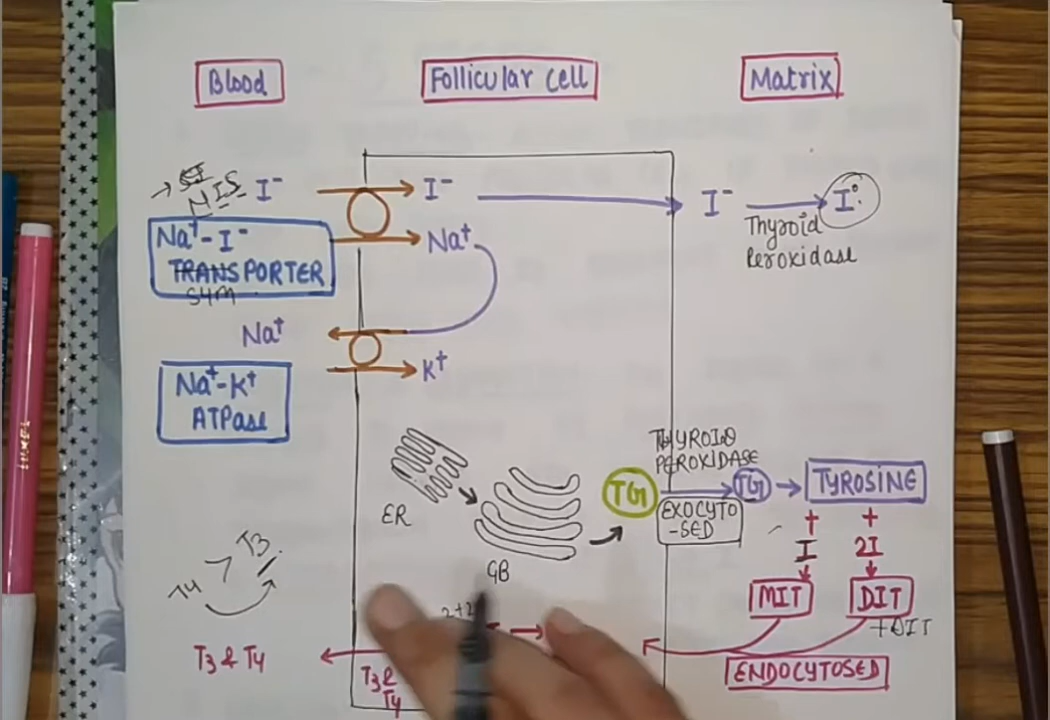 Blood
Follicular cell
Matrix
→ NIS I⁻
I⁻
I⁻
I°
Thyroid
Peroxidase
Na⁺-I⁻
TRANSPORTER
SYM
Na⁺
Na⁺
K⁺
Na⁺-K⁺
ATPase
THYROID
PEROXIDASE
ER
GB
TG
TG
TYROSINE
EXOCYTO
-SED
+
+
I
2I
MIT
DIT
+DIT
ENDOCYTOSED
T4 > T3
T3 & T4
T3 &
T4